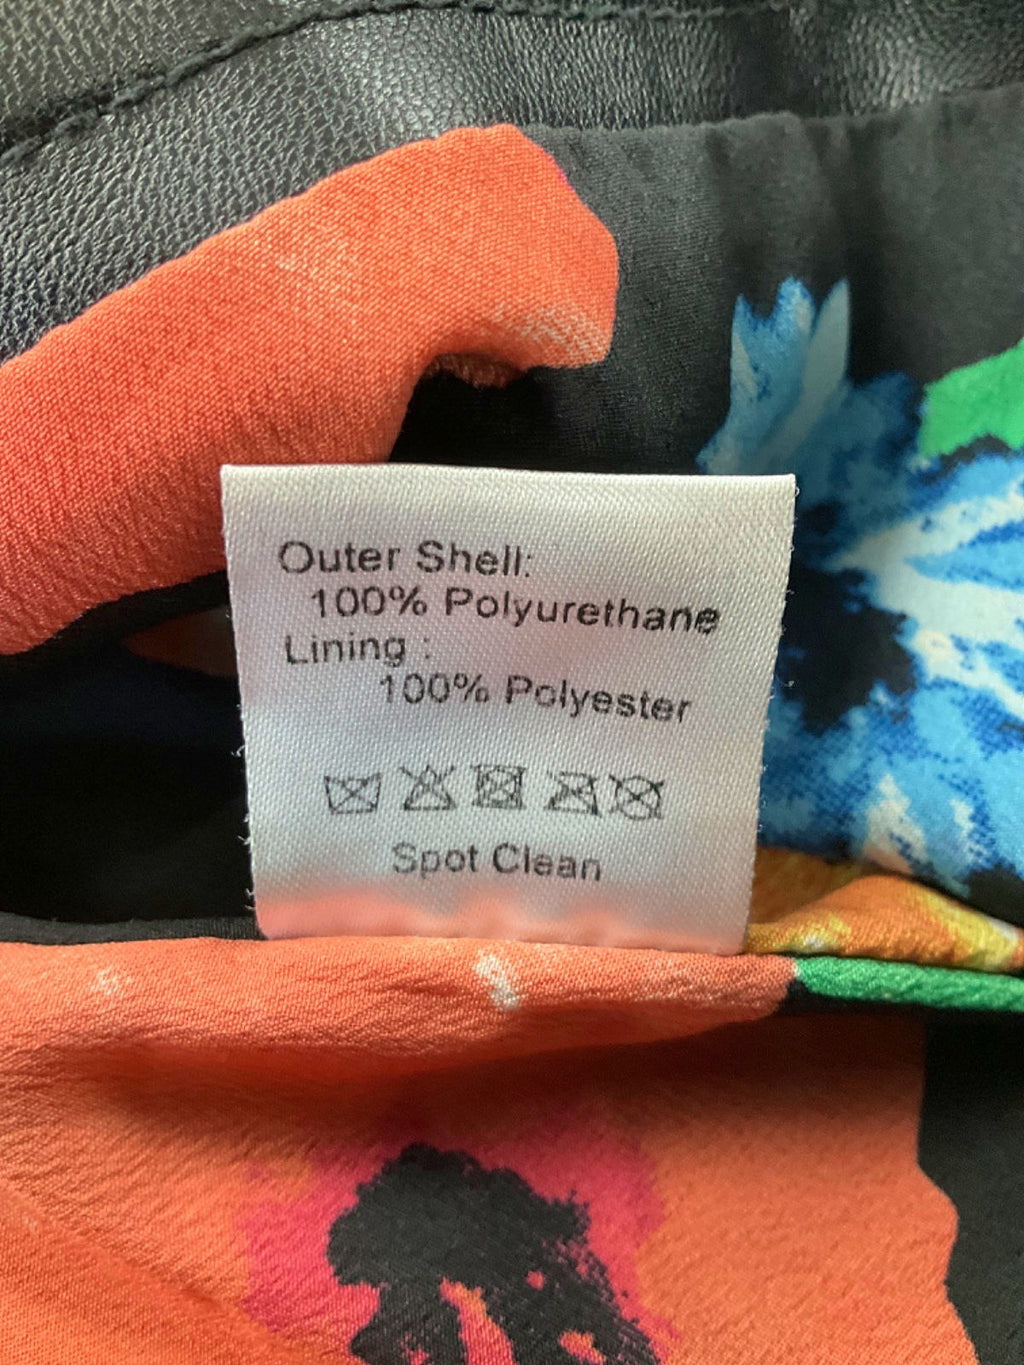 Outer Shell:
100% Polyurethane
Lining :
100% Polyester
Spot Clean